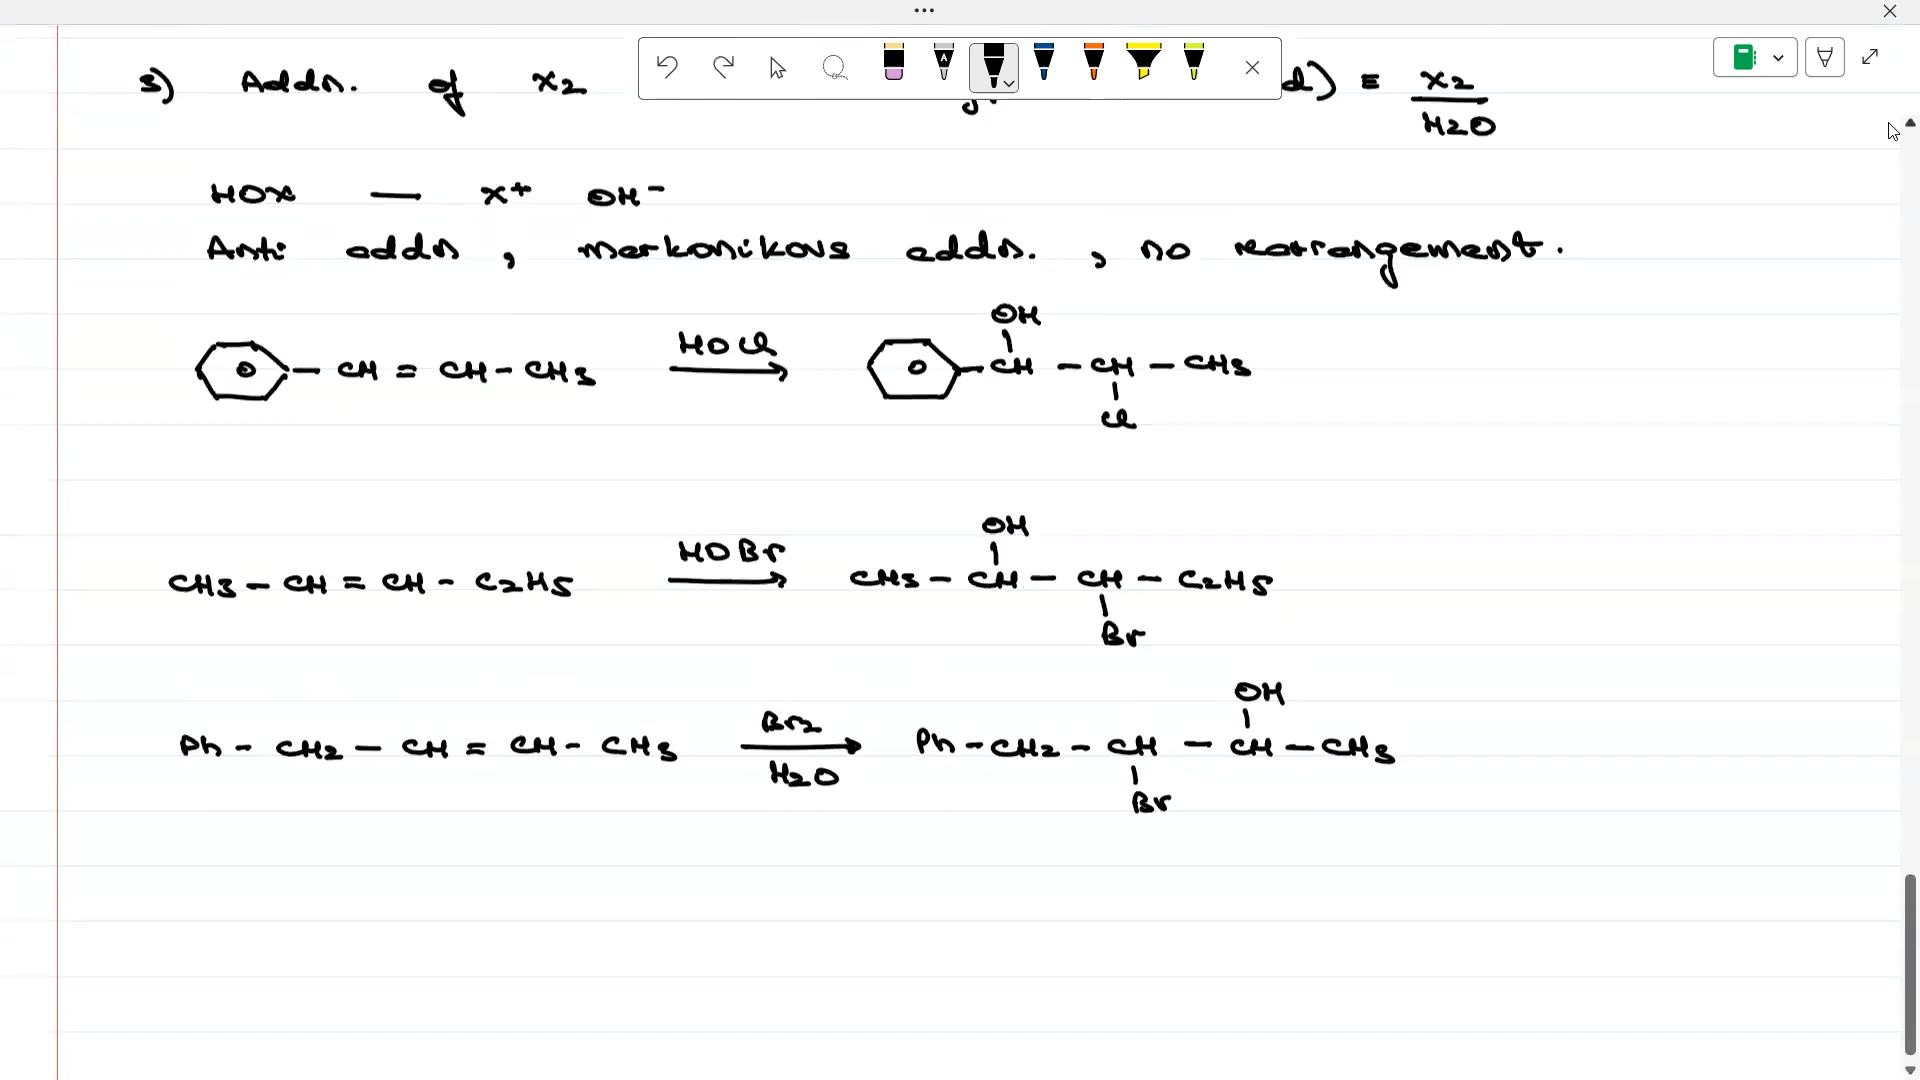 3) Addn. of X2 d) ≡ X2/H2O
HOX — X+ OH-
Anti addn , markonikovs addn. , no rearrangement.
OH
HOCl
CH = CH - CH3 → CH - CH - CH3
Cl
OH
HOBr
CH3 - CH = CH - C2H5 → CH3 - CH - CH - C2H5
Br
OH
Br2
Ph - CH2 - CH = CH - CH3 → Ph - CH2 - CH - CH - CH3
H2O
Br